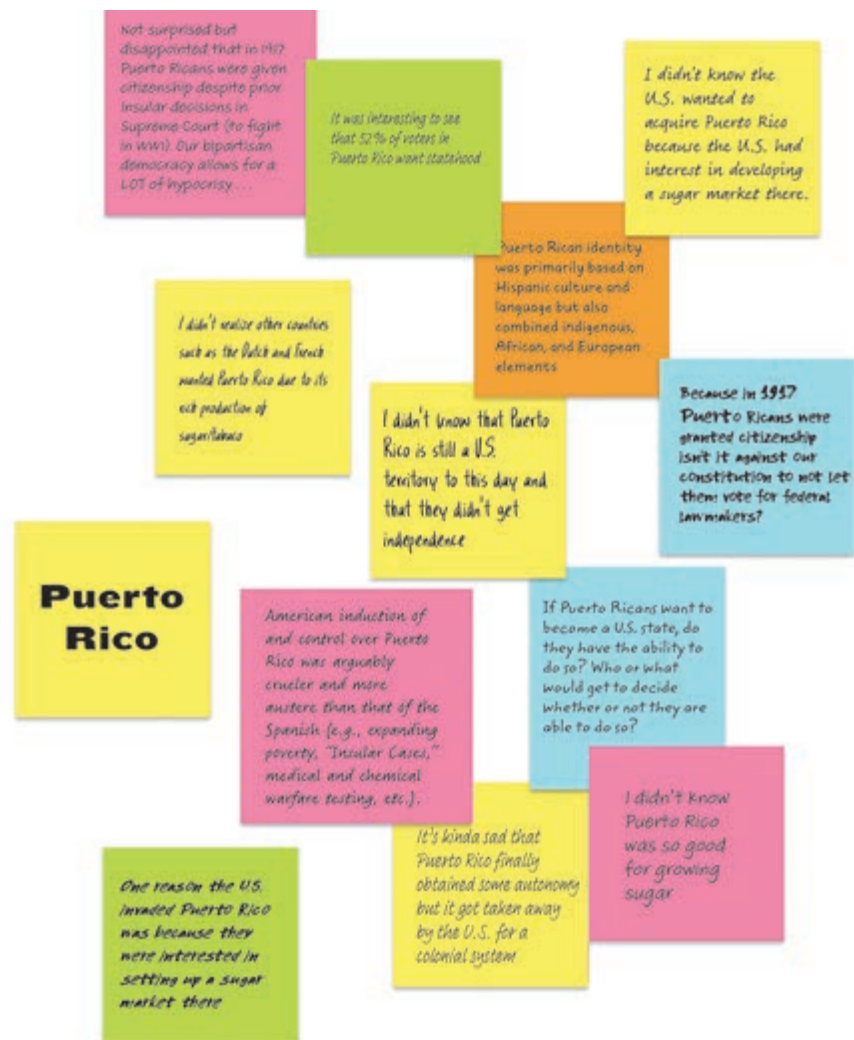 Not surprised but
disappointed that in 1917
Puerto Ricans were given
citizenship despite prior
Insular decisions in
Supreme Court (to fight
in WWI). Our bipartisan
democracy allows for a
LOT of hypocrisy...
It was interesting to see
that 52% of voters in
Puerto Rico want statehood
I didn't know the
U.S. wanted to
acquire Puerto Rico
because the U.S. had
interest in developing
a sugar market there.
Puerto Rican identity
was primarily based on
Hispanic culture and
language but also
combined indigenous,
African, and European
elements
I didn't realize other countries
such as the Dutch and French
wanted Puerto Rico due to its
rich production of
sugar/tabaco
I didn't know that Puerto
Rico is still a U.S.
territory to this day and
that they didn't get
independence
Because in 1917
Puerto Ricans were
granted citizenship
isn't it against our
constitution to not let
them vote for federal
lawmakers?
Puerto
Rico
American induction of
and control over Puerto
Rico was arguably
crueler and more
austere than that of the
Spanish (e.g., expanding
poverty, "Insular Cases,"
medical and chemical
warfare testing, etc.).
If Puerto Ricans want to
become a U.S. state, do
they have the ability to
do so? Who or what
would get to decide
whether or not they are
able to do so?
I didn't know
Puerto Rico
was so good
for growing
sugar
It's kinda sad that
Puerto Rico finally
obtained some autonomy
but it got taken away
by the U.S. for a
colonial system
One reason the U.S.
invaded Puerto Rico
was because they
were interested in
setting up a sugar
market there